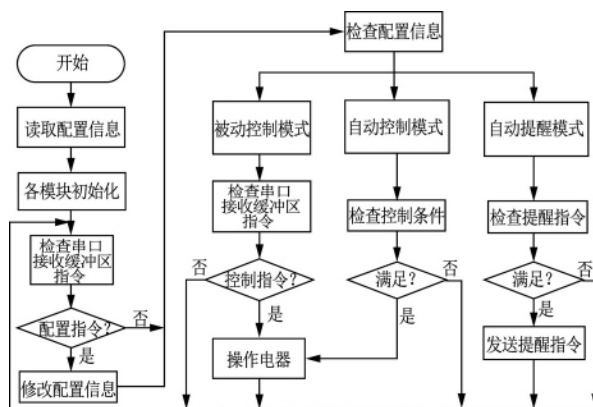 开始
读取配置信息
各模块初始化
检查串口
接收缓冲区
指令
配置指令?
否
是
修改配置信息
检查配置信息
被动控制模式
检查串口
接收缓冲区
指令
否
控制指令?
是
操作电器
自动控制模式
检查控制条件
满足?
否
是
自动提醒模式
检查提醒指令
满足?
否
是
发送提醒指令